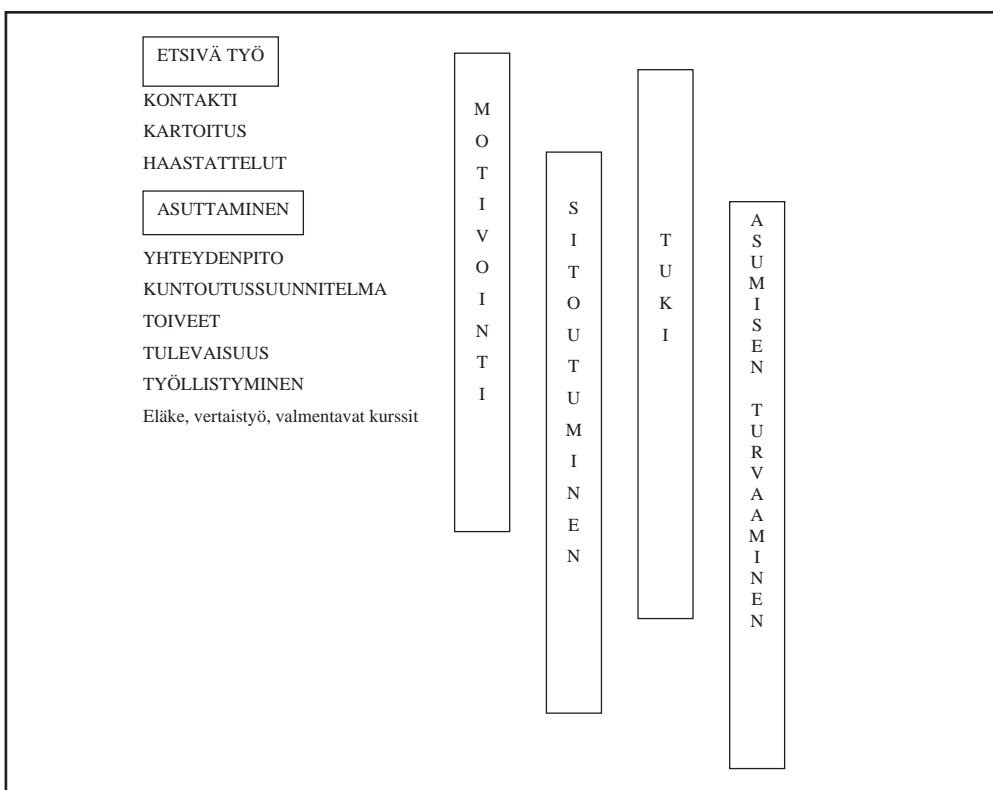 ETSIVÄ TYÖ
KONTAKTI
KARTOITUS
HAASTATTELUT
ASUTTAMINEN
YHTEYDENPITO
KUNTOUTUSSUUNNITELMA
TOIVEET
TULEVAISUUS
TYÖLLISTYMINEN
Eläke, vertaistyö, valmentavat kurssit
MOTIVOINTI
SITOUTUMINEN
TUKI
ASUMISEN TURVAAMINEN